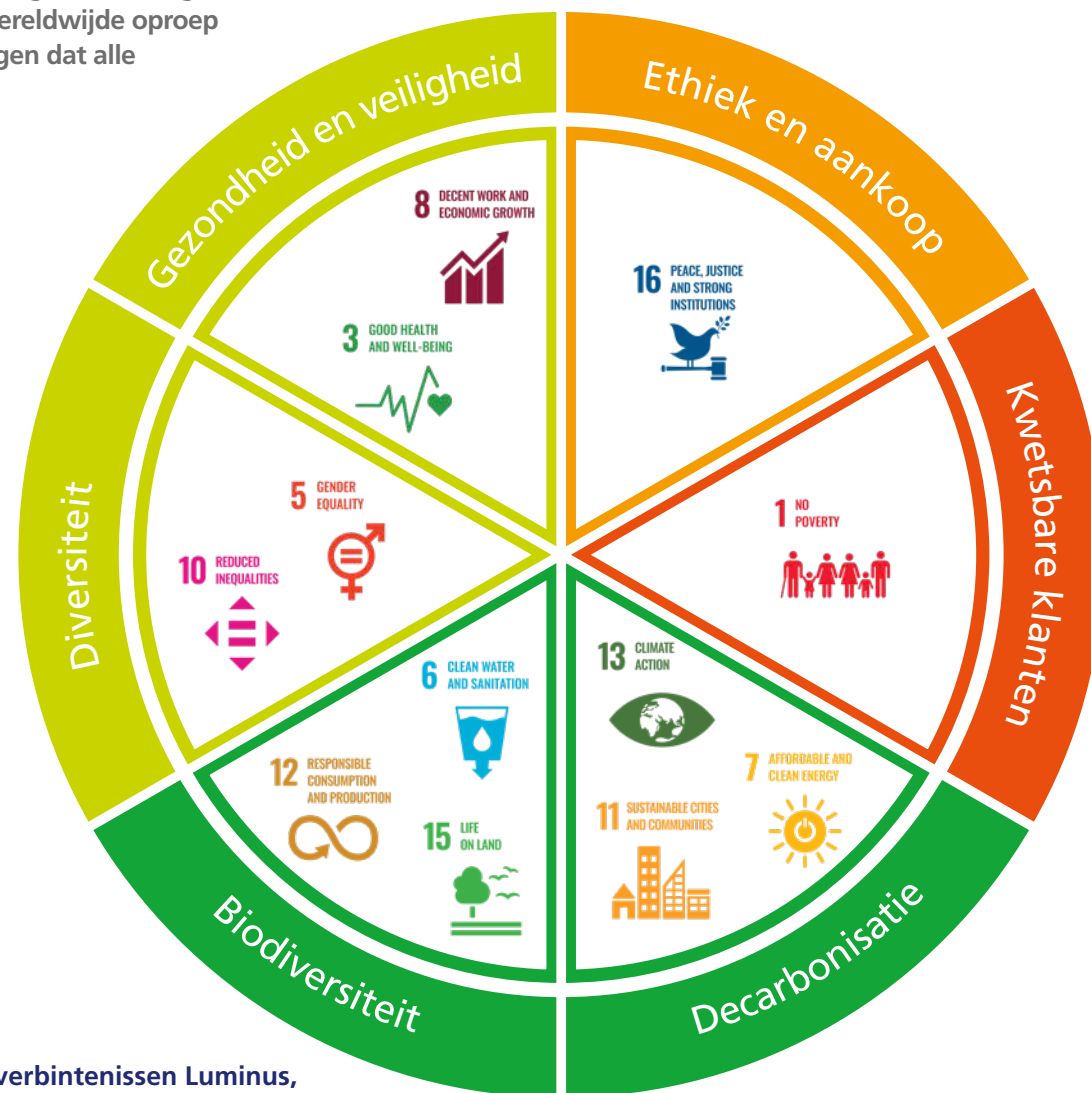 ereldwijde oproep
gen dat alle
Gezondheid en veiligheid
Ethiek en aankoop
8 DECENT WORK AND
ECONOMIC GROWTH
3 GOOD HEALTH
AND WELL-BEING
16 PEACE, JUSTICE
AND STRONG
INSTITUTIONS
Kwetsbare klanten
1 NO
POVERTY
Diversiteit
5 GENDER
EQUALITY
10 REDUCED
INEQUALITIES
6 CLEAN WATER
AND SANITATION
12 RESPONSIBLE
CONSUMPTION
AND PRODUCTION
15 LIFE
ON LAND
13 CLIMATE
ACTION
7 AFFORDABLE AND
CLEAN ENERGY
11 SUSTAINABLE CITIES
AND COMMUNITIES
Biodiversiteit
Decarbonisatie
verbintenissen Luminus,